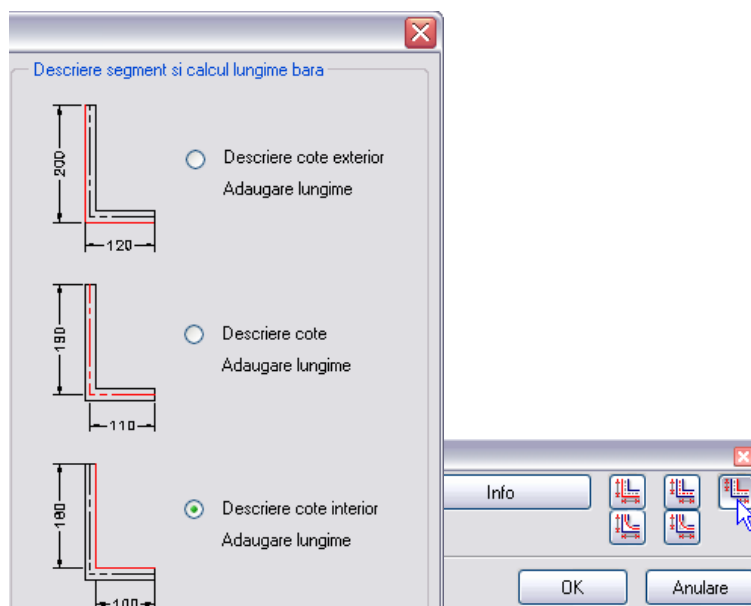 Descriere segment si calcul lungime bara
200
Descriere cote exterior
Adaugare lungime
120
190
Descriere cote
Adaugare lungime
110
180
Descriere cote interior
Adaugare lungime
100
Info
OK
Anulare